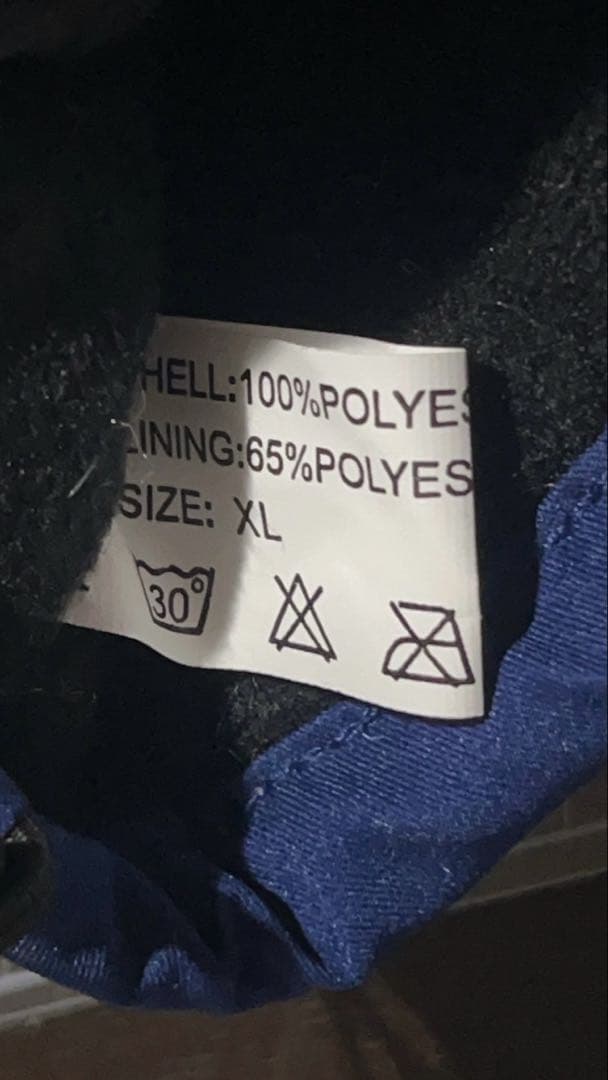 HELL:100%POLYES
LINING:65%POLYES
SIZE: XL
30°